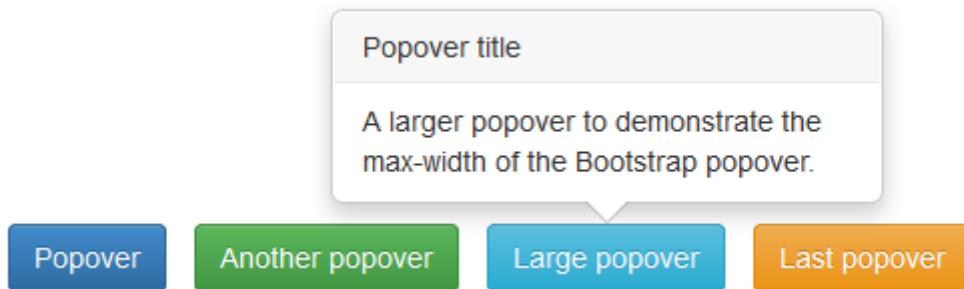 Popover title
A larger popover to demonstrate the
max-width of the Bootstrap popover.
Popover
Another popover
Large popover
Last popover